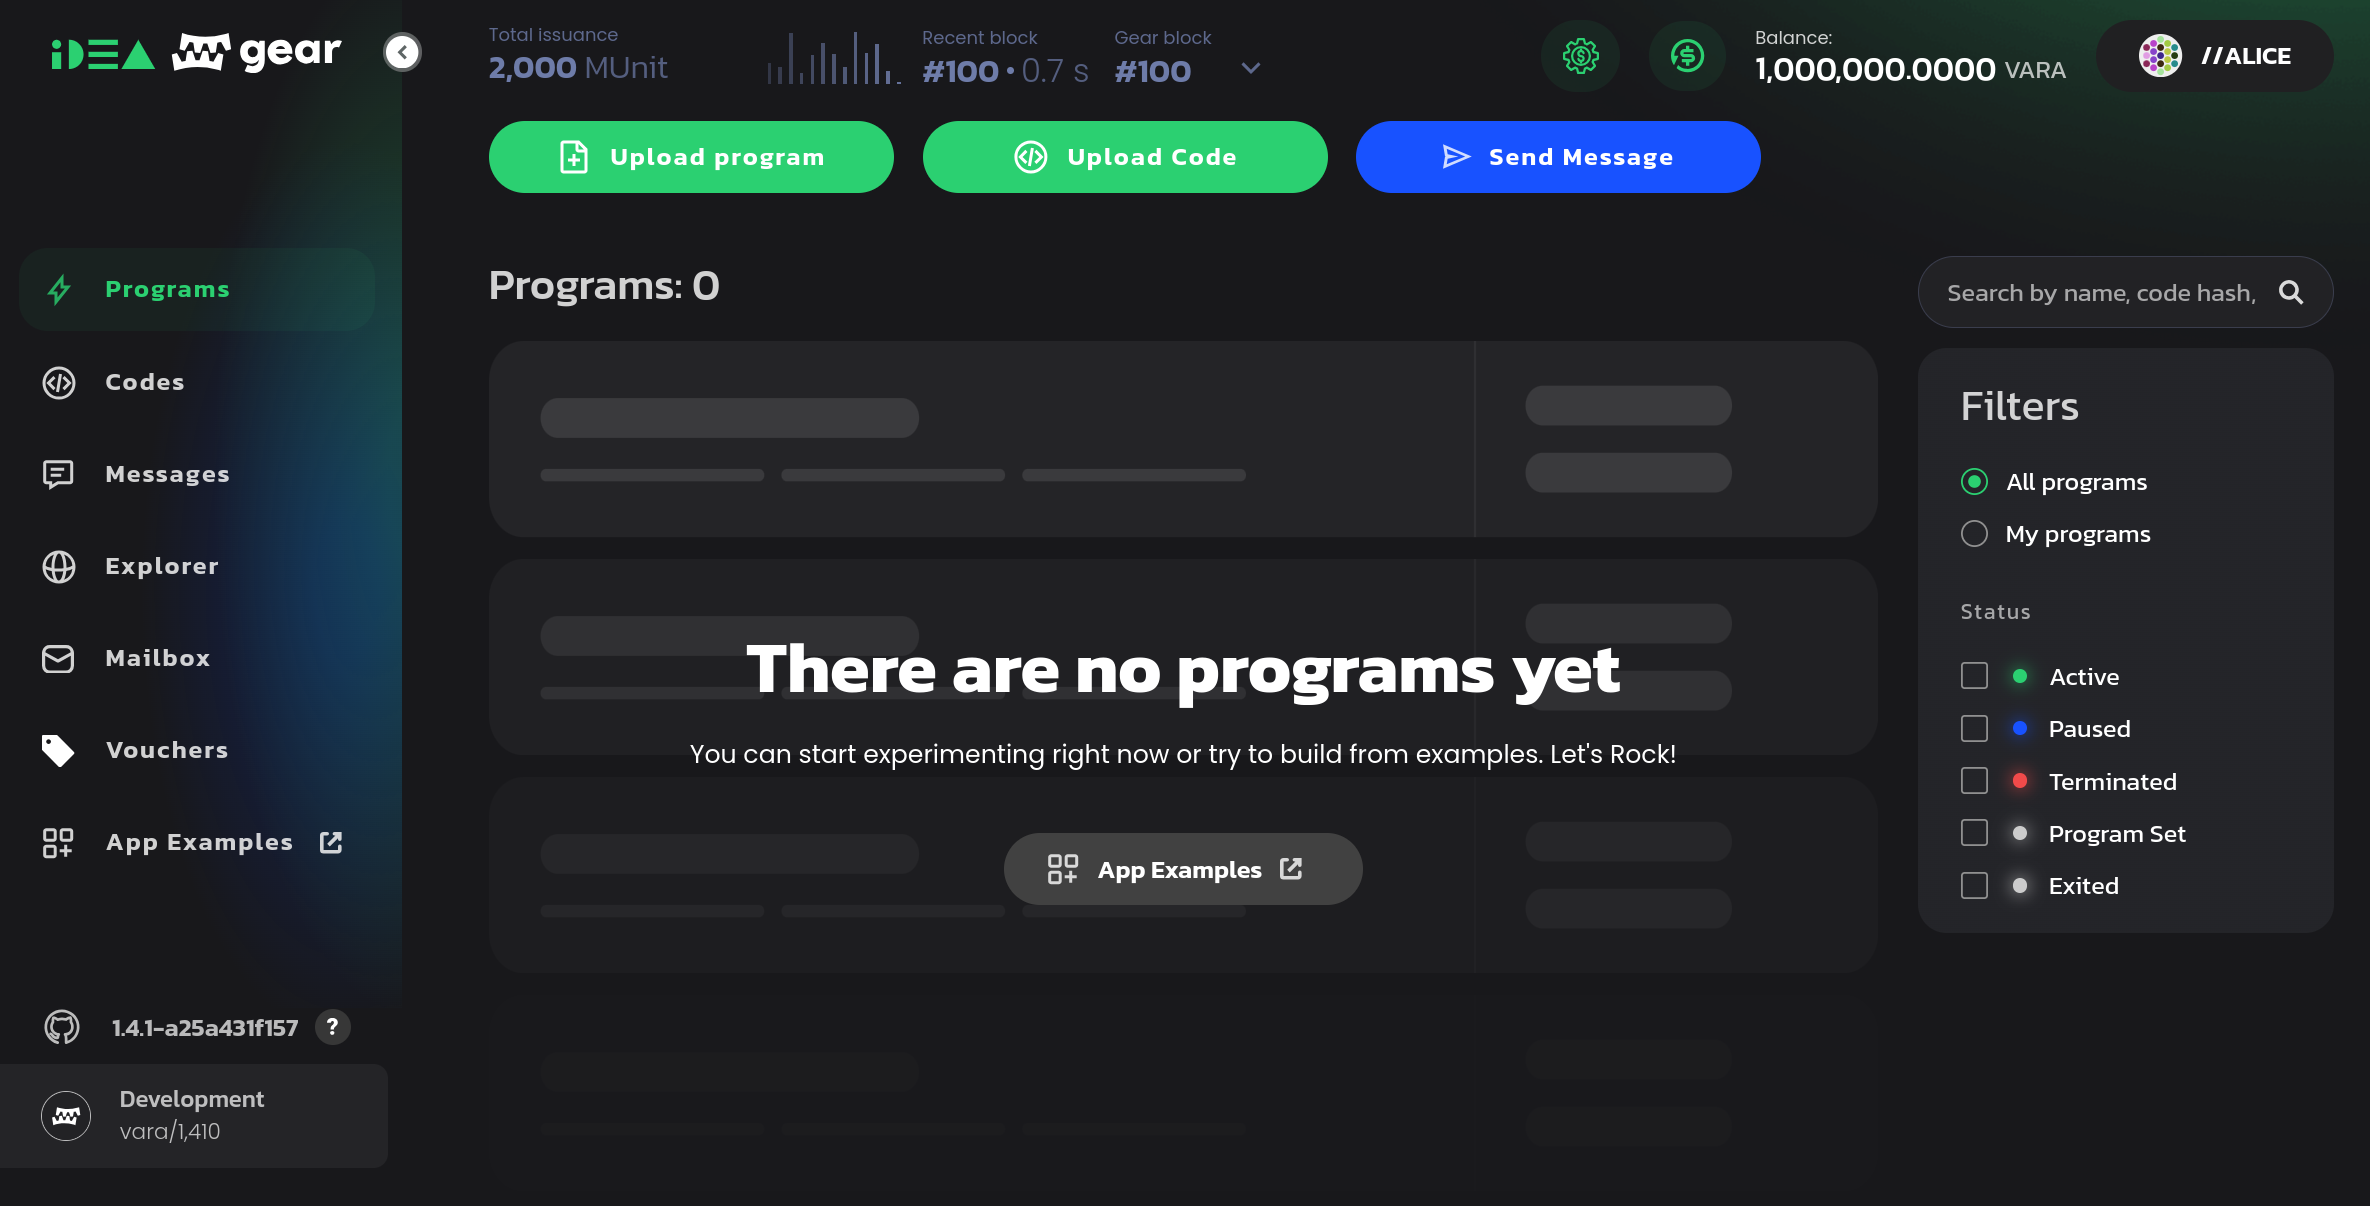 iDEA gear
Total issuance
2,000 MUnit
Recent block
#100 • 0.7 s
Gear block
#100
Balance:
1,000,000.0000 VARA
//ALICE
Upload program
Upload Code
Send Message
Programs
Codes
Messages
Explorer
Mailbox
Vouchers
App Examples
1.4.1-a25a431f157
?
Development
vara/1,410
Programs: 0
There are no programs yet
You can start experimenting right now or try to build from examples. Let's Rock!
App Examples
Search by name, code hash,
Filters
All programs
My programs
Status
Active
Paused
Terminated
Program Set
Exited